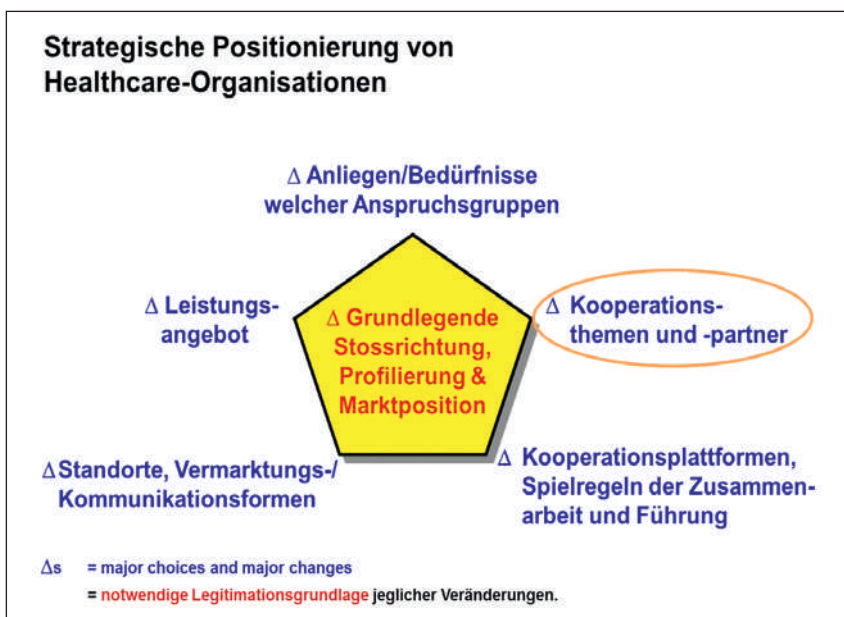 Strategische Positionierung von
Healthcare-Organisationen
Δ Anliegen/Bedürfnisse
welcher Anspruchsgruppen
Δ Leistungs-
angebot
Δ Grundlegende
Stossrichtung,
Profilierung &
Marktposition
Δ Kooperations-
themen und -partner
Δ Standorte, Vermarktungs-/
Kommunikationsformen
Δ Kooperationsplattformen,
Spielregeln der Zusammen-
arbeit und Führung
Δs = major choices and major changes
= notwendige Legitimationsgrundlage jeglicher Veränderungen.